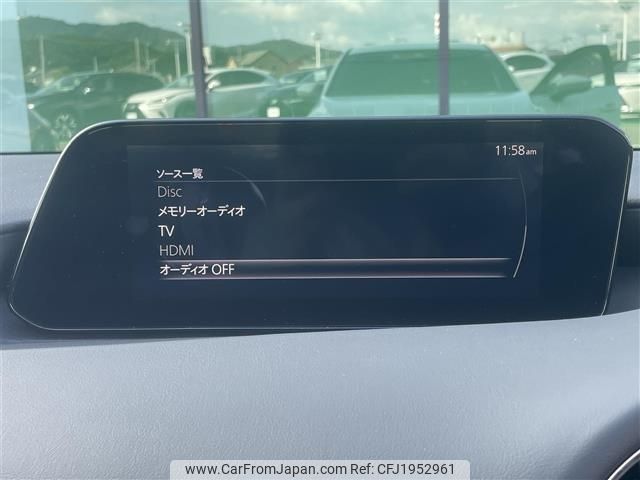 11:58am
ソース一覧
Disc
メモリーオーディオ
TV
HDMI
オーディオ OFF
www.CarFromJapan.com - Ref: CFJ1952961